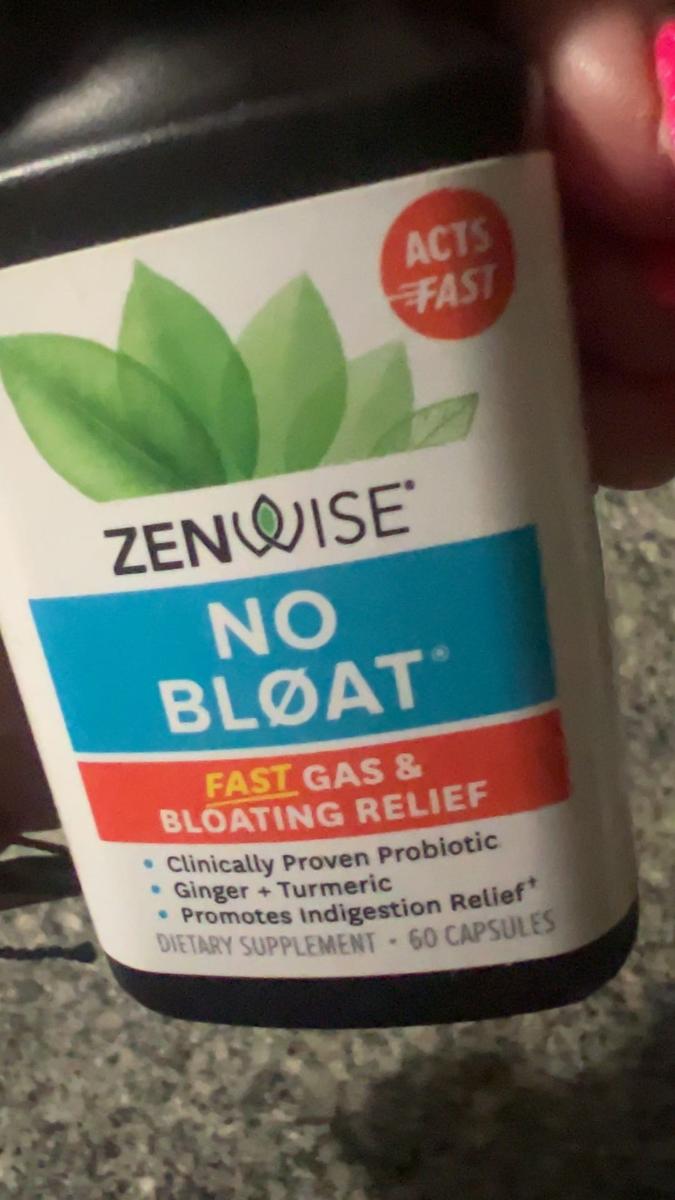 ACTS
FAST
ZENWISE®
NO
BLØAT®
FAST GAS &
BLOATING RELIEF
• Clinically Proven Probiotic
• Ginger + Turmeric
• Promotes Indigestion Relief†
DIETARY SUPPLEMENT • 60 CAPSULES